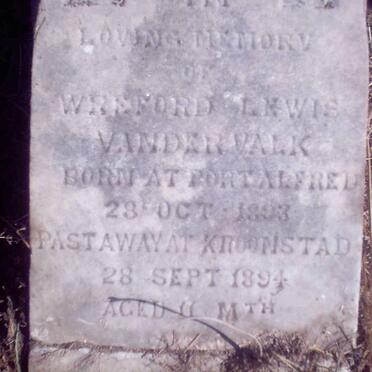 LOVING MEMORY
OF
WREFORD LEWIS
VANDERVALK
BORN AT PORT ALFRED
28 OCT 1893
PAST AWAY AT KROONSTAD
28 SEPT 1894
AGED 11 MTH